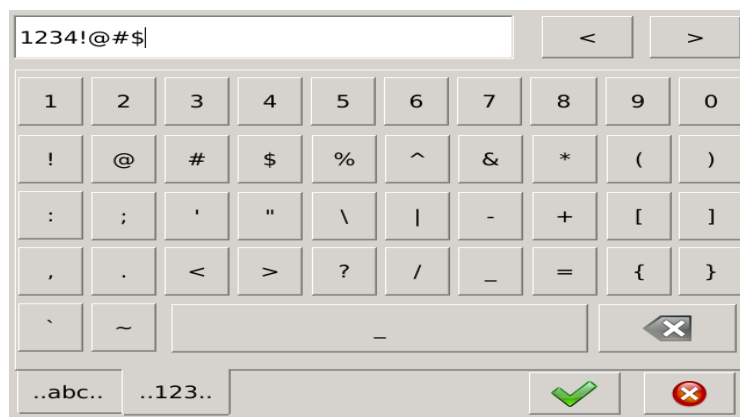 1234!@#$ < >
1 2 3 4 5 6 7 8 9 0
! @ # $ % ^ & * ( )
: ; ' " \ | - + [ ]
, . < > ? / _ = { }
` ~ _
..abc.. ..123..